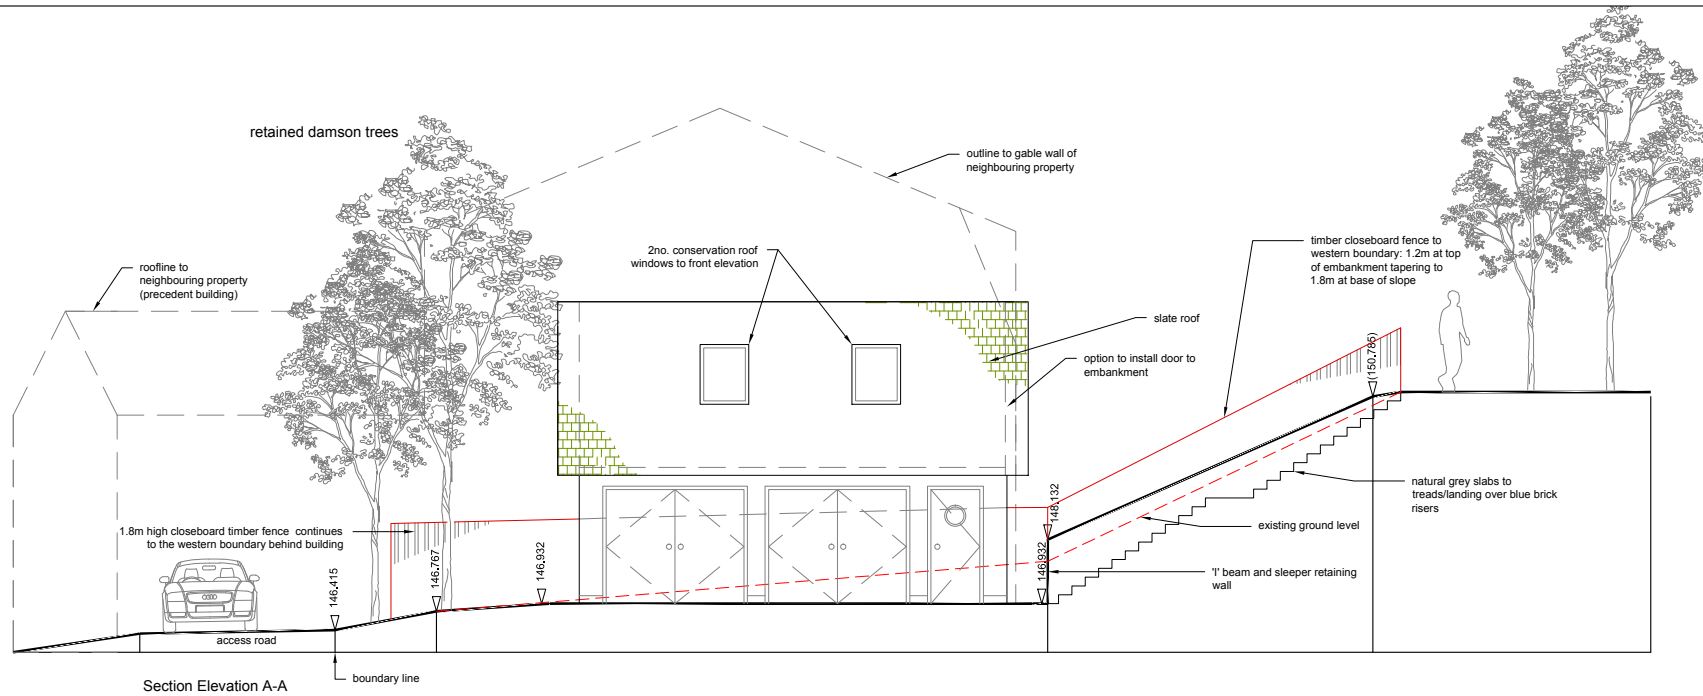 retained damson trees
outline to gable wall of
neighbouring property
2no. conservation roof
windows to front elevation
timber closeboard fence to
western boundary: 1.2m at top
of embankment tapering to
1.8m at base of slope
roofline to
neighbouring property
(precedent building)
slate roof
option to install door to
embankment
(150.785)
natural grey slabs to
treads/landing over blue brick
risers
148.132
existing ground level
1.8m high closeboard timber fence continues
to the western boundary behind building
146.415
146.767
146.932
146.932
'I' beam and sleeper retaining
wall
access road
boundary line
Section Elevation A-A